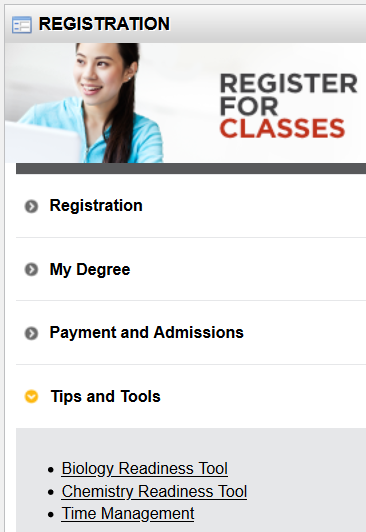 REGISTRATION
REGISTER
FOR
CLASSES
Registration
My Degree
Payment and Admissions
Tips and Tools
Biology Readiness Tool
Chemistry Readiness Tool
Time Management